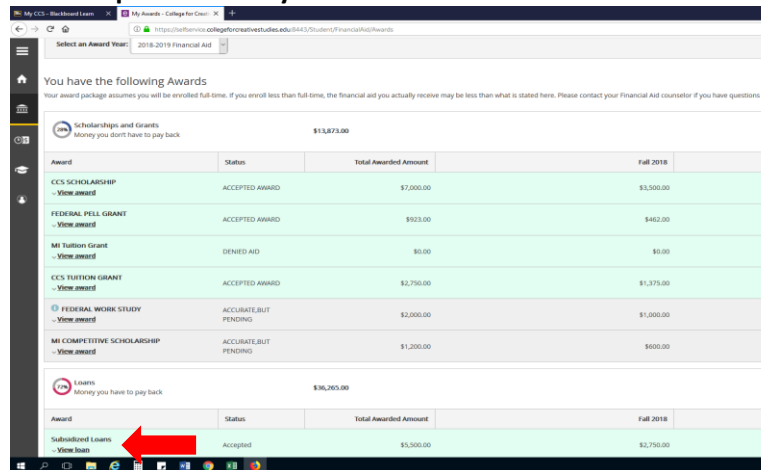 My CCS – Blackboard Learn
My Awards - College for Creati
https://selfservice.collegeforcreativestudies.edu:8443/Student/FinancialAid/Awards
Select an Award Year: 2018-2019 Financial Aid
You have the following Awards
Your award package assumes you will be enrolled full-time. If you enroll less than full-time, the financial aid you actually receive may be less than what is stated here. Please contact your Financial Aid counselor if you have questions
28% Scholarships and Grants $13,873.00
Money you don't have to pay back
Award Status Total Awarded Amount Fall 2018
CCS SCHOLARSHIP ACCEPTED AWARD $7,000.00 $3,500.00
View award
FEDERAL PELL GRANT ACCEPTED AWARD $923.00 $462.00
View award
MI Tuition Grant DENIED AID $0.00 $0.00
View award
CCS TUITION GRANT ACCEPTED AWARD $2,750.00 $1,375.00
View award
FEDERAL WORK STUDY ACCURATE,BUT PENDING $2,000.00 $1,000.00
View award
MI COMPETITIVE SCHOLARSHIP ACCURATE,BUT PENDING $1,200.00 $600.00
View award
72% Loans $36,265.00
Money you have to pay back
Award Status Total Awarded Amount Fall 2018
Subsidized Loans Accepted $5,500.00 $2,750.00
View loan